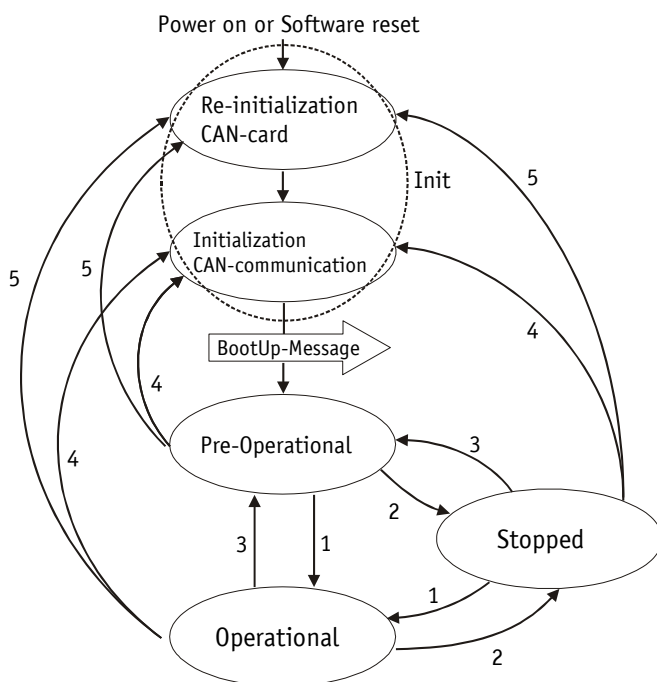 Power on or Software reset
Re-initialization
CAN-card
Init
5
Initialization
CAN-communication
5
5
4
BootUp-Message
4
4
Pre-Operational
3
2
3
1
Stopped
1
Operational
2